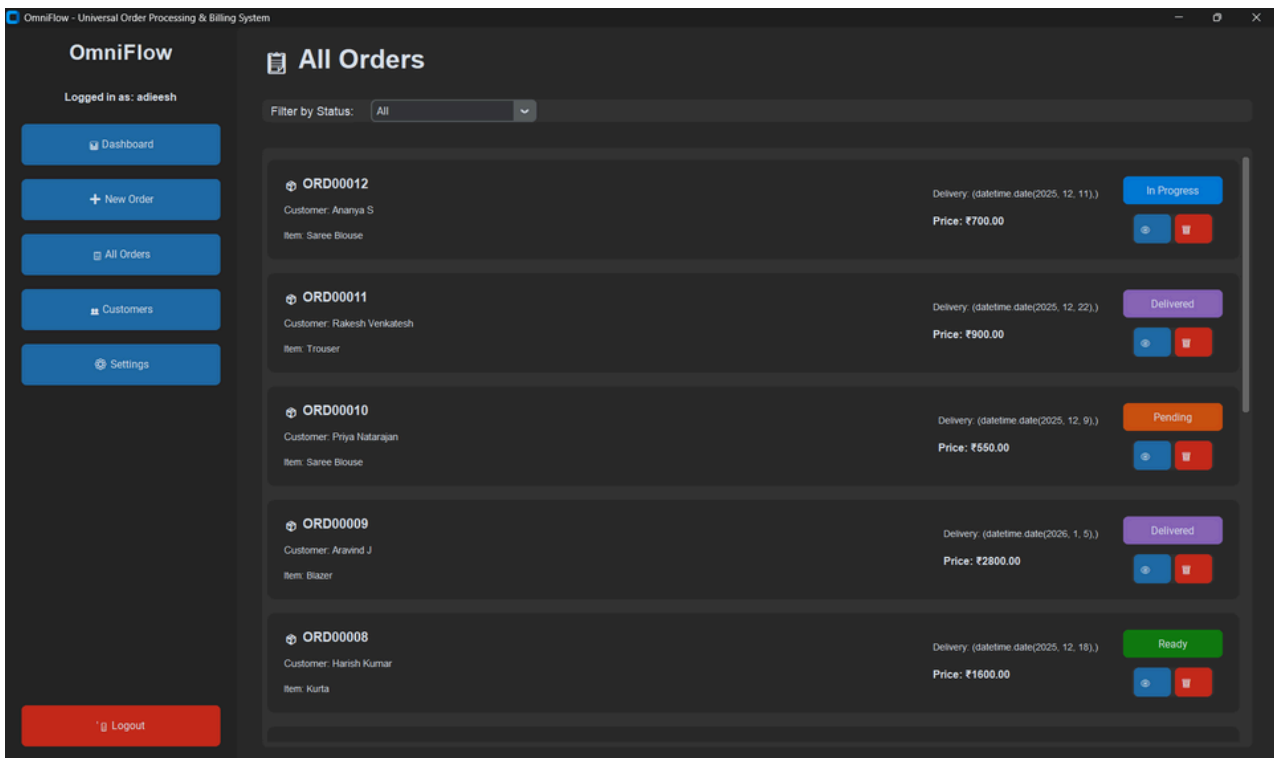 OmniFlow - Universal Order Processing & Billing System
OmniFlow
Logged in as: adieesh
Dashboard
New Order
All Orders
Customers
Settings
Logout
All Orders
Filter by Status: All
ORD00012
Customer: Ananya S
Item: Saree Blouse
Delivery: (datetime.date(2025, 12, 11),)
Price: ₹700.00
In Progress
ORD00011
Customer: Rakesh Venkatesh
Item: Trouser
Delivery: (datetime.date(2025, 12, 22),)
Price: ₹900.00
Delivered
ORD00010
Customer: Priya Natarajan
Item: Saree Blouse
Delivery: (datetime.date(2025, 12, 9),)
Price: ₹550.00
Pending
ORD00009
Customer: Aravind J
Item: Blazer
Delivery: (datetime.date(2026, 1, 5),)
Price: ₹2800.00
Delivered
ORD00008
Customer: Harish Kumar
Item: Kurta
Delivery: (datetime.date(2025, 12, 18),)
Price: ₹1600.00
Ready